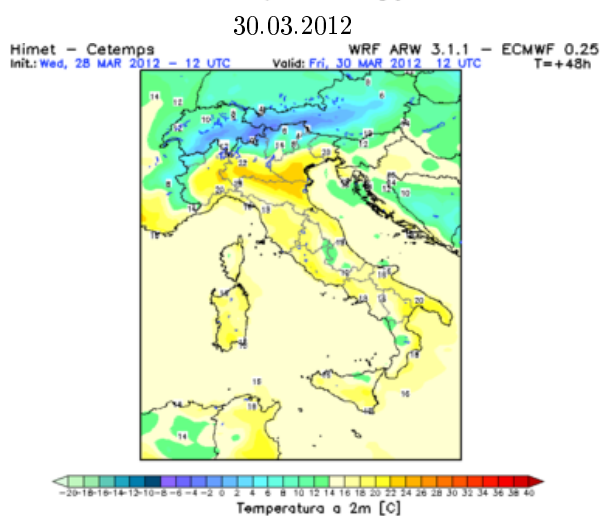 30.03.2012
Himet – Cetemps WRF ARW 3.1.1 – ECMWF 0.25
Init.: Wed, 28 MAR 2012 – 12 UTC Valid: Fri, 30 MAR 2012 12 UTC T=+48h
-20 -18 -16 -14 -12 -10 -8 -6 -4 -2 0 2 4 6 8 10 12 14 16 18 20 22 24 26 28 30 32 34 36 38 40
Temperatura a 2m [C]